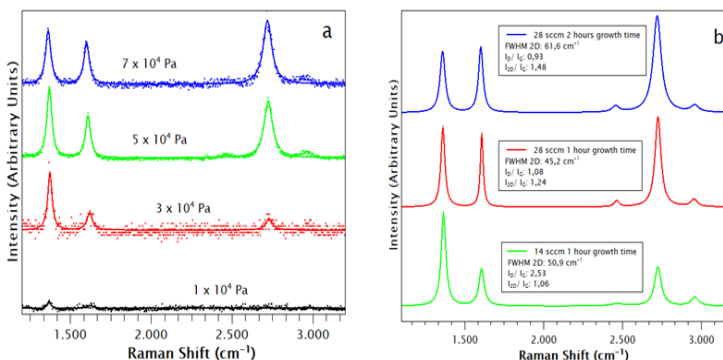 a
7 x 10⁴ Pa
5 x 10⁴ Pa
3 x 10⁴ Pa
1 x 10⁴ Pa
Intensity (Arbitrary Units)
1.500 2.000 2.500 3.000
Raman Shift (cm⁻¹)
b
28 sccm 2 hours growth time
FWHM 2D: 61,6 cm⁻¹
I_D/ I_G: 0,93
I_2D/ I_G: 1,48
28 sccm 1 hour growth time
FWHM 2D: 45,2 cm⁻¹
I_D/ I_G: 1,08
I_2D/ I_G: 1,24
14 sccm 1 hour growth time
FWHM 2D: 50,9 cm⁻¹
I_D/ I_G: 2,53
I_2D/ I_G: 1,06
Intensity (Arbitrary Units)
1.500 2.000 2.500 3.000
Raman Shift (cm⁻¹)